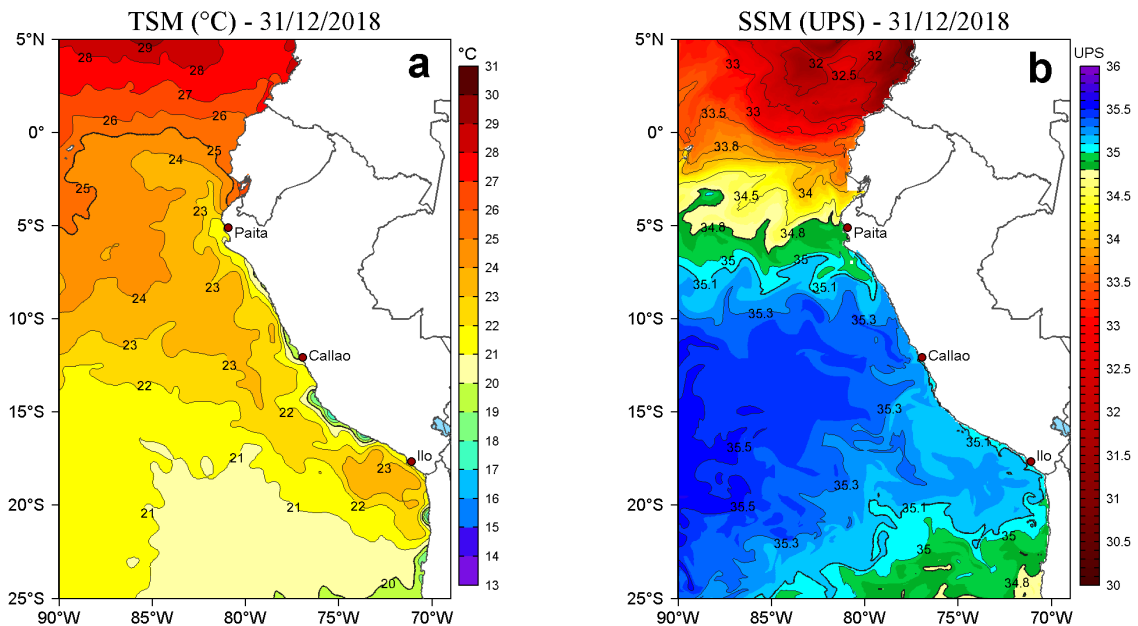 TSM (°C) - 31/12/2018
SSM (UPS) - 31/12/2018
a
b
°C
UPS
5°N
0°
5°S
10°S
15°S
20°S
25°S
90°W
85°W
80°W
75°W
70°W
29
28
28
27
26
26
25
24
25
23
24
23
23
23
22
22
21
23
22
21
21
20
Paita
Callao
Ilo
31
30
29
28
27
26
25
24
23
22
21
20
19
18
17
16
15
14
13
5°N
0°
5°S
10°S
15°S
20°S
25°S
90°W
85°W
80°W
75°W
70°W
33
32
32
32.5
33.5
33
33.8
34.5
34
34.8
34.8
35
35
35.1
35.1
35.3
35.3
35.3
35.5
35.1
35.3
35.5
35.1
35.3
35
35
34.8
Paita
Callao
Ilo
36
35.5
35
34.5
34
33.5
33
32.5
32
31.5
31
30.5
30